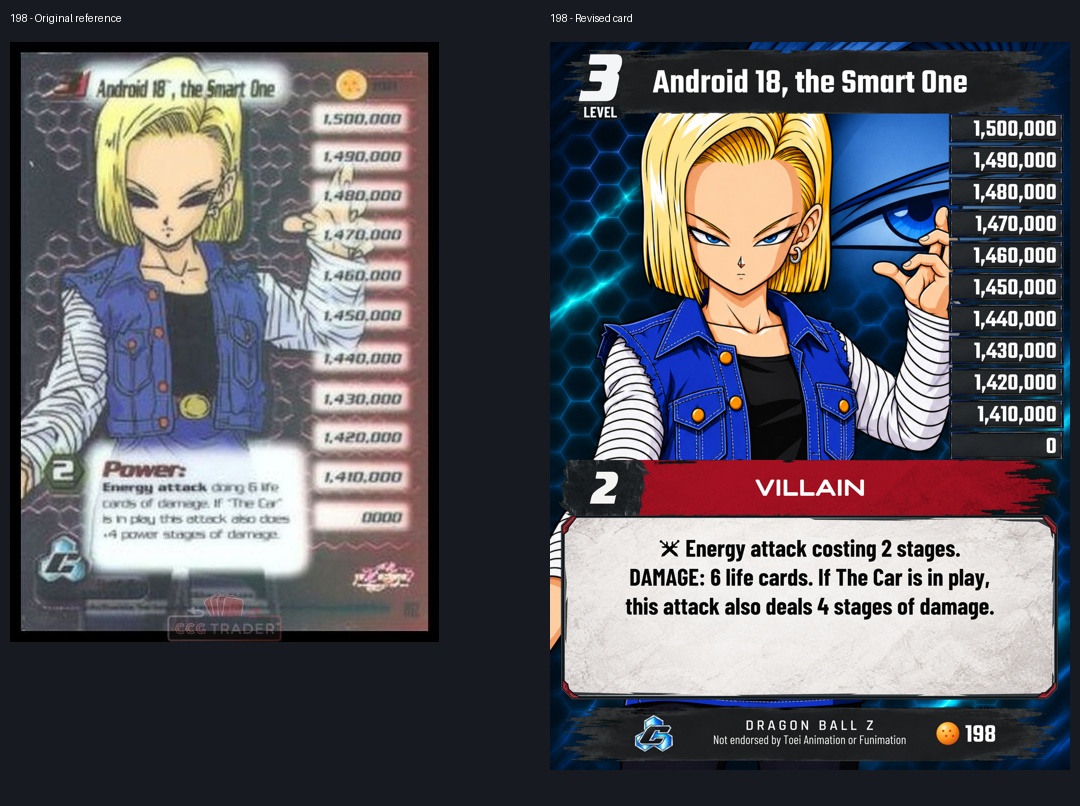 198 - Original reference
3
Android 18, the Smart One
1,500,000
1,490,000
1,480,000
1,470,000
1,460,000
1,450,000
1,440,000
1,430,000
1,420,000
1,410,000
0000
2
Power:
Energy attack doing 6 life
cards of damage. If "The Car"
is in play this attack also does
+4 power stages of damage.
CCG TRADER
198 - Revised card
3
LEVEL
Android 18, the Smart One
1,500,000
1,490,000
1,480,000
1,470,000
1,460,000
1,450,000
1,440,000
1,430,000
1,420,000
1,410,000
0
2
VILLAIN
Energy attack costing 2 stages.
DAMAGE: 6 life cards. If The Car is in play,
this attack also deals 4 stages of damage.
DRAGON BALL Z
Not endorsed by Toei Animation or Funimation
198